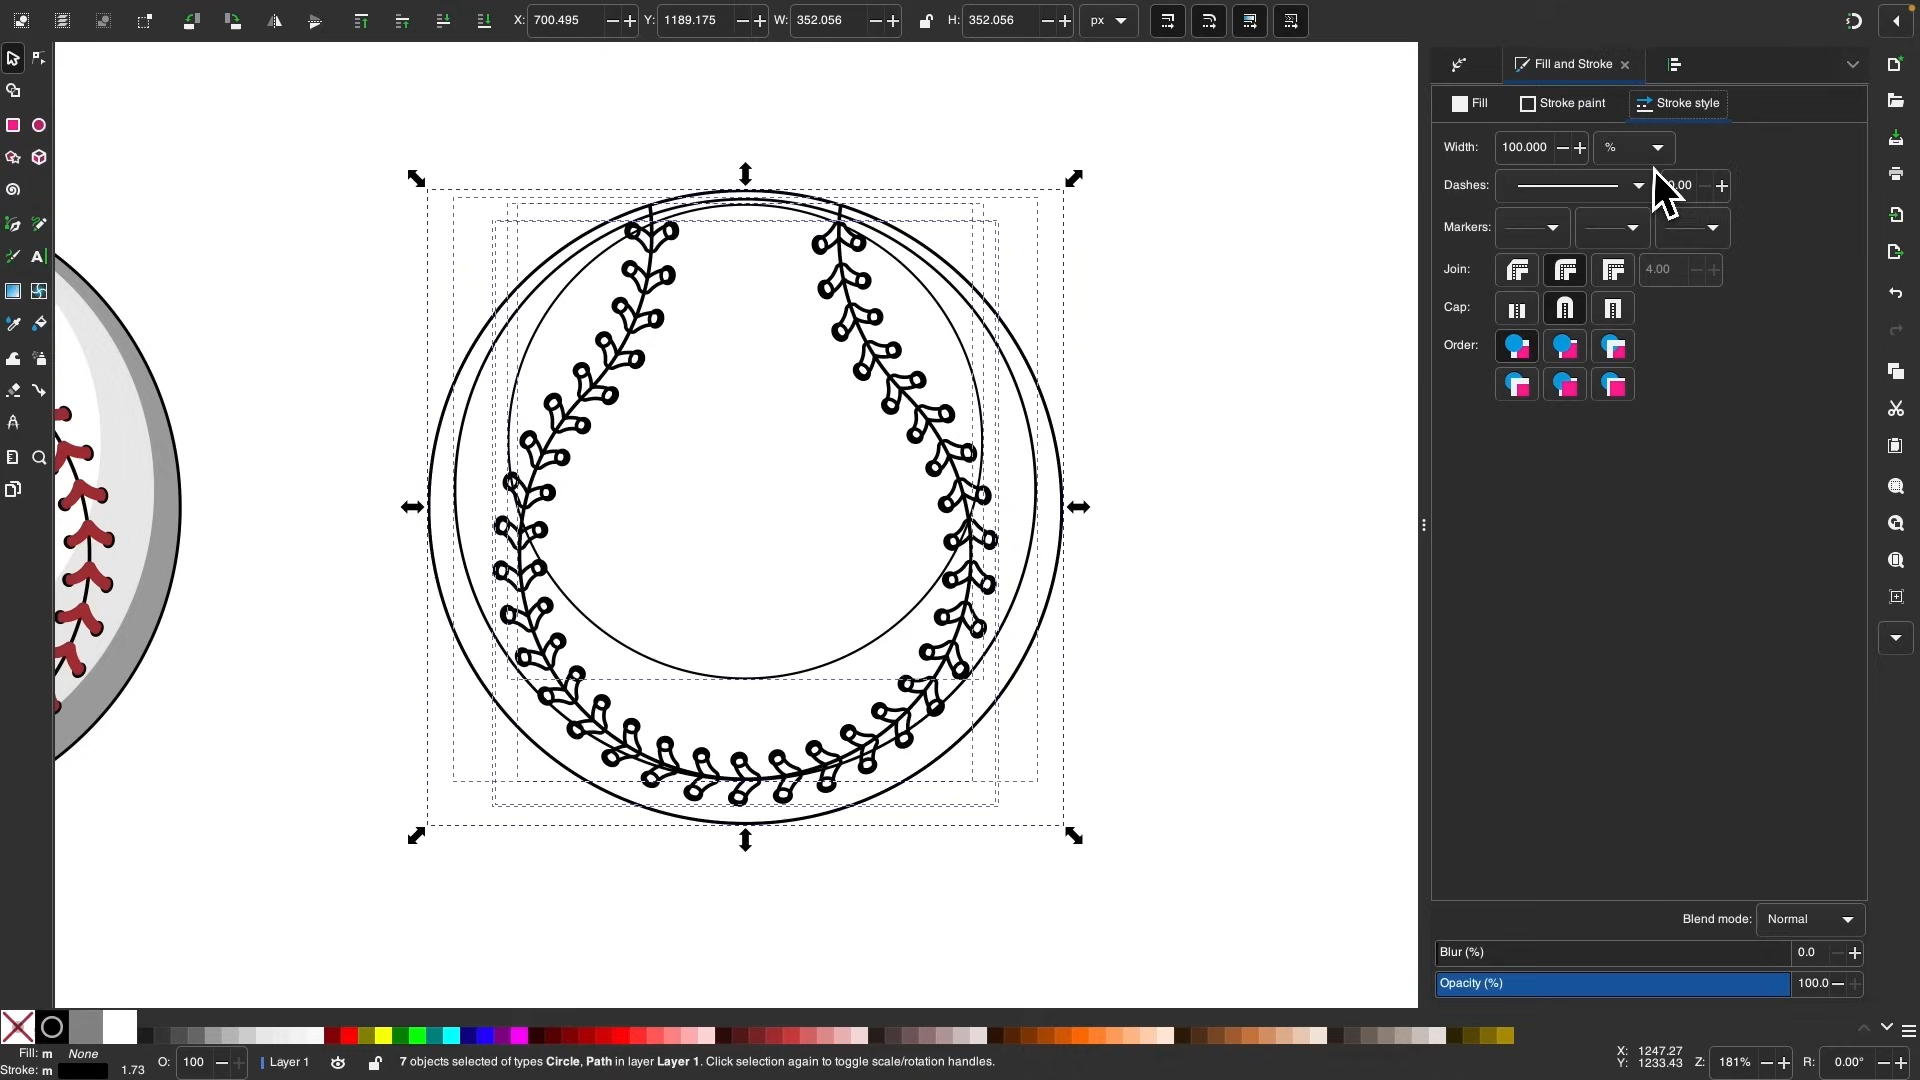 X: 700.495
Y: 1189.175
W: 352.056
H: 352.056
px
Fill and Stroke
Fill
Stroke paint
Stroke style
Width: 100.000 %
Dashes:
Markers:
Join: 4.00
Cap:
Order:
Blend mode: Normal
Blur (%) 0.0
Opacity (%) 100.0
Fill: m None
Stroke: m 1.73
O: 100
Layer 1
7 objects selected of types Circle, Path in layer Layer 1. Click selection again to toggle scale/rotation handles.
X: 1247.27
Y: 1233.43
Z: 181%
R: 0.00°